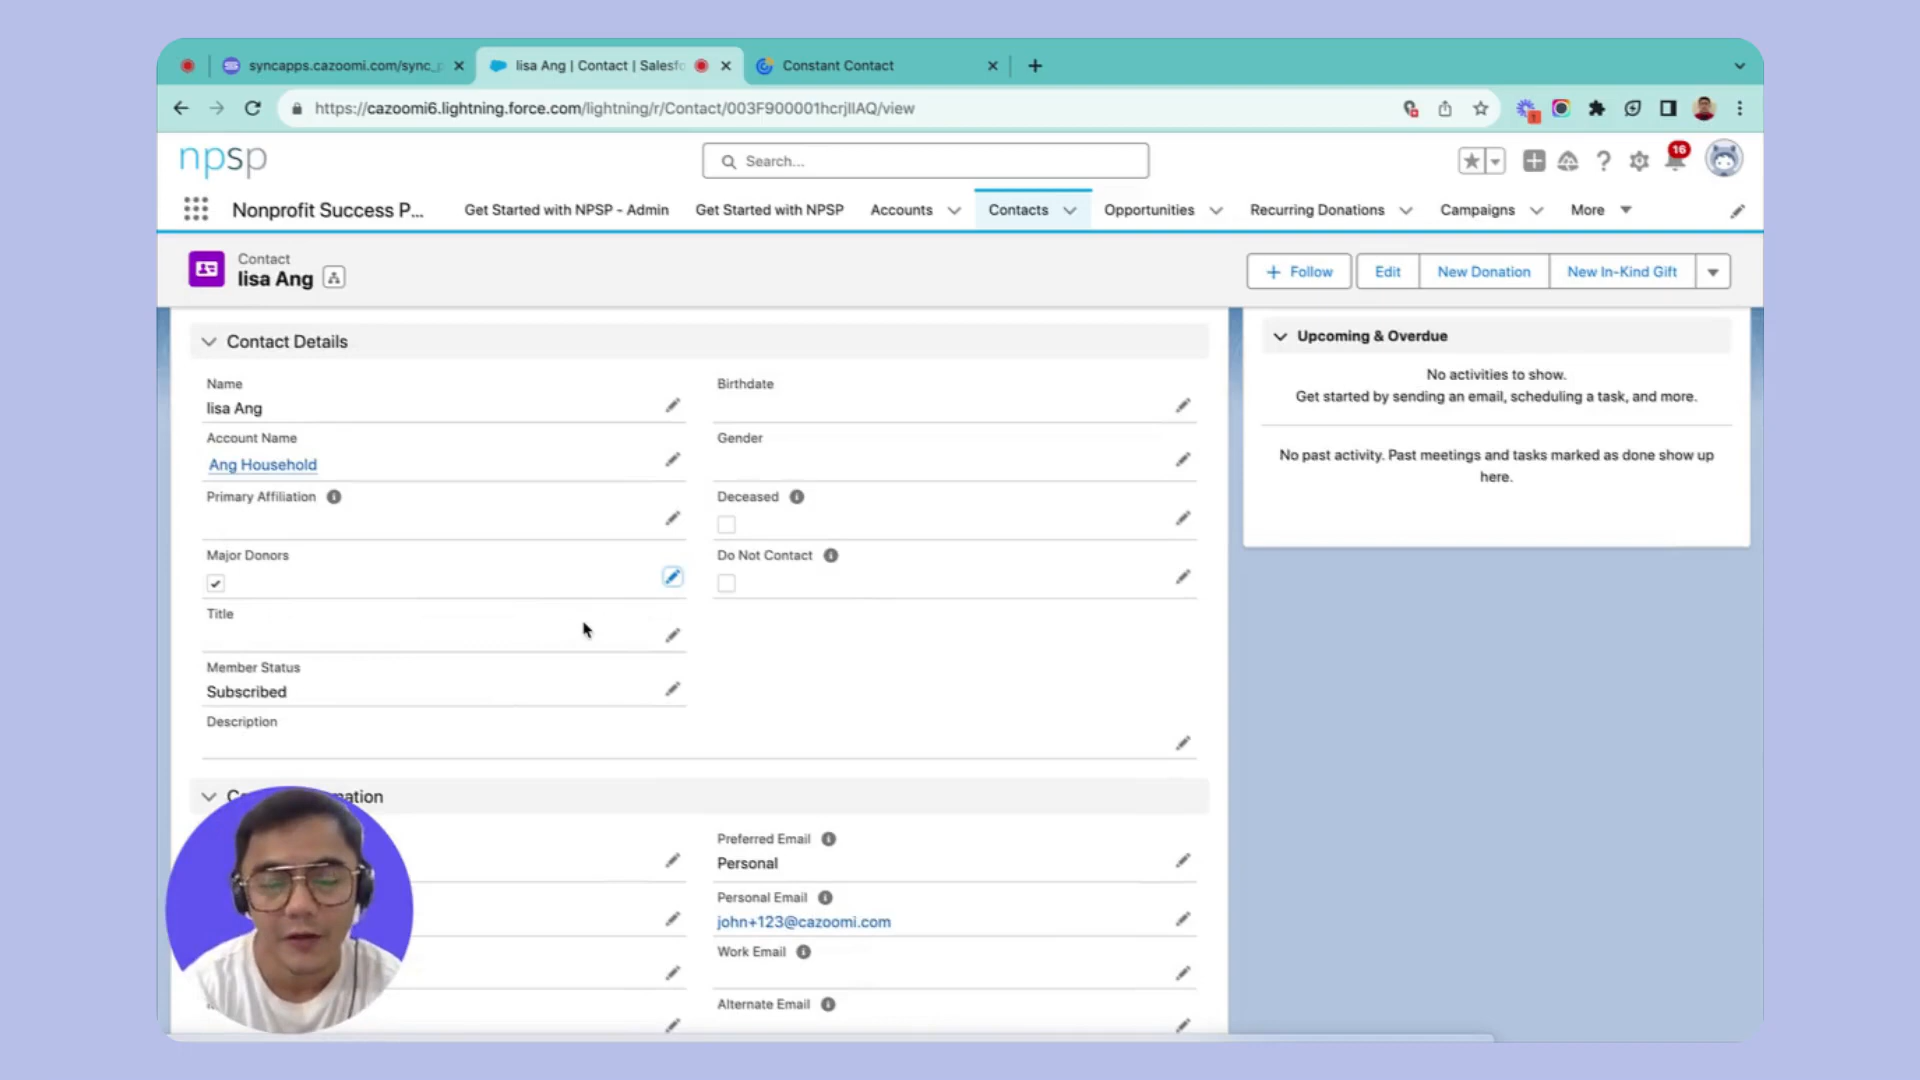 syncapps.cazoomi.com/sync_p
lisa Ang | Contact | Salesfo
Constant Contact
https://cazoomi6.lightning.force.com/lightning/r/Contact/003F900001hcrjIIAQ/view
1
npsp
Search...
16
Nonprofit Success P...
Get Started with NPSP - Admin
Get Started with NPSP
Accounts
Contacts
Opportunities
Recurring Donations
Campaigns
More
Contact
lisa Ang
Follow
Edit
New Donation
New In-Kind Gift
Contact Details
Name
lisa Ang
Birthdate
Account Name
Ang Household
Gender
Primary Affiliation
Deceased
Major Donors
Do Not Contact
Title
Member Status
Subscribed
Description
Upcoming & Overdue
No activities to show.
Get started by sending an email, scheduling a task, and more.
No past activity. Past meetings and tasks marked as done show up
here.
Preferred Email
Personal
Personal Email
john+123@cazoomi.com
Work Email
Alternate Email